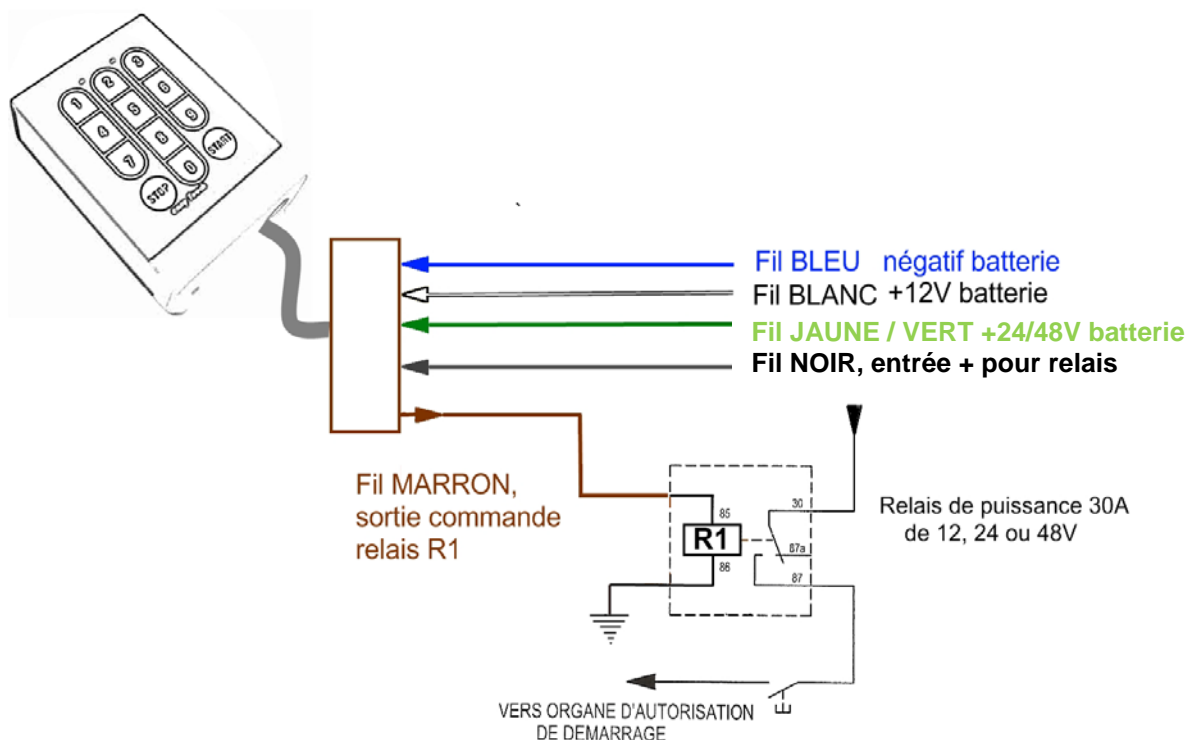 1 2 3
4 5 6
7 8 9
0
STOP START
Fil BLEU négatif batterie
Fil BLANC +12V batterie
Fil JAUNE / VERT +24/48V batterie
Fil NOIR, entrée + pour relais
Fil MARRON,
sortie commande
relais R1
85
R1
86
30
87a
87
Relais de puissance 30A
de 12, 24 ou 48V
VERS ORGANE D'AUTORISATION
DE DEMARRAGE